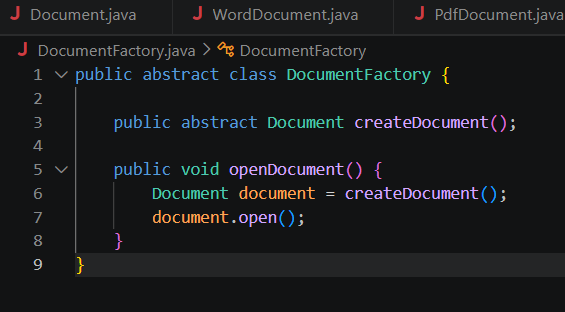 J Document.java J WordDocument.java J PdfDocument.java
J DocumentFactory.java > DocumentFactory
1 public abstract class DocumentFactory {
2
3 public abstract Document createDocument();
4
5 public void openDocument() {
6 Document document = createDocument();
7 document.open();
8 }
9 }